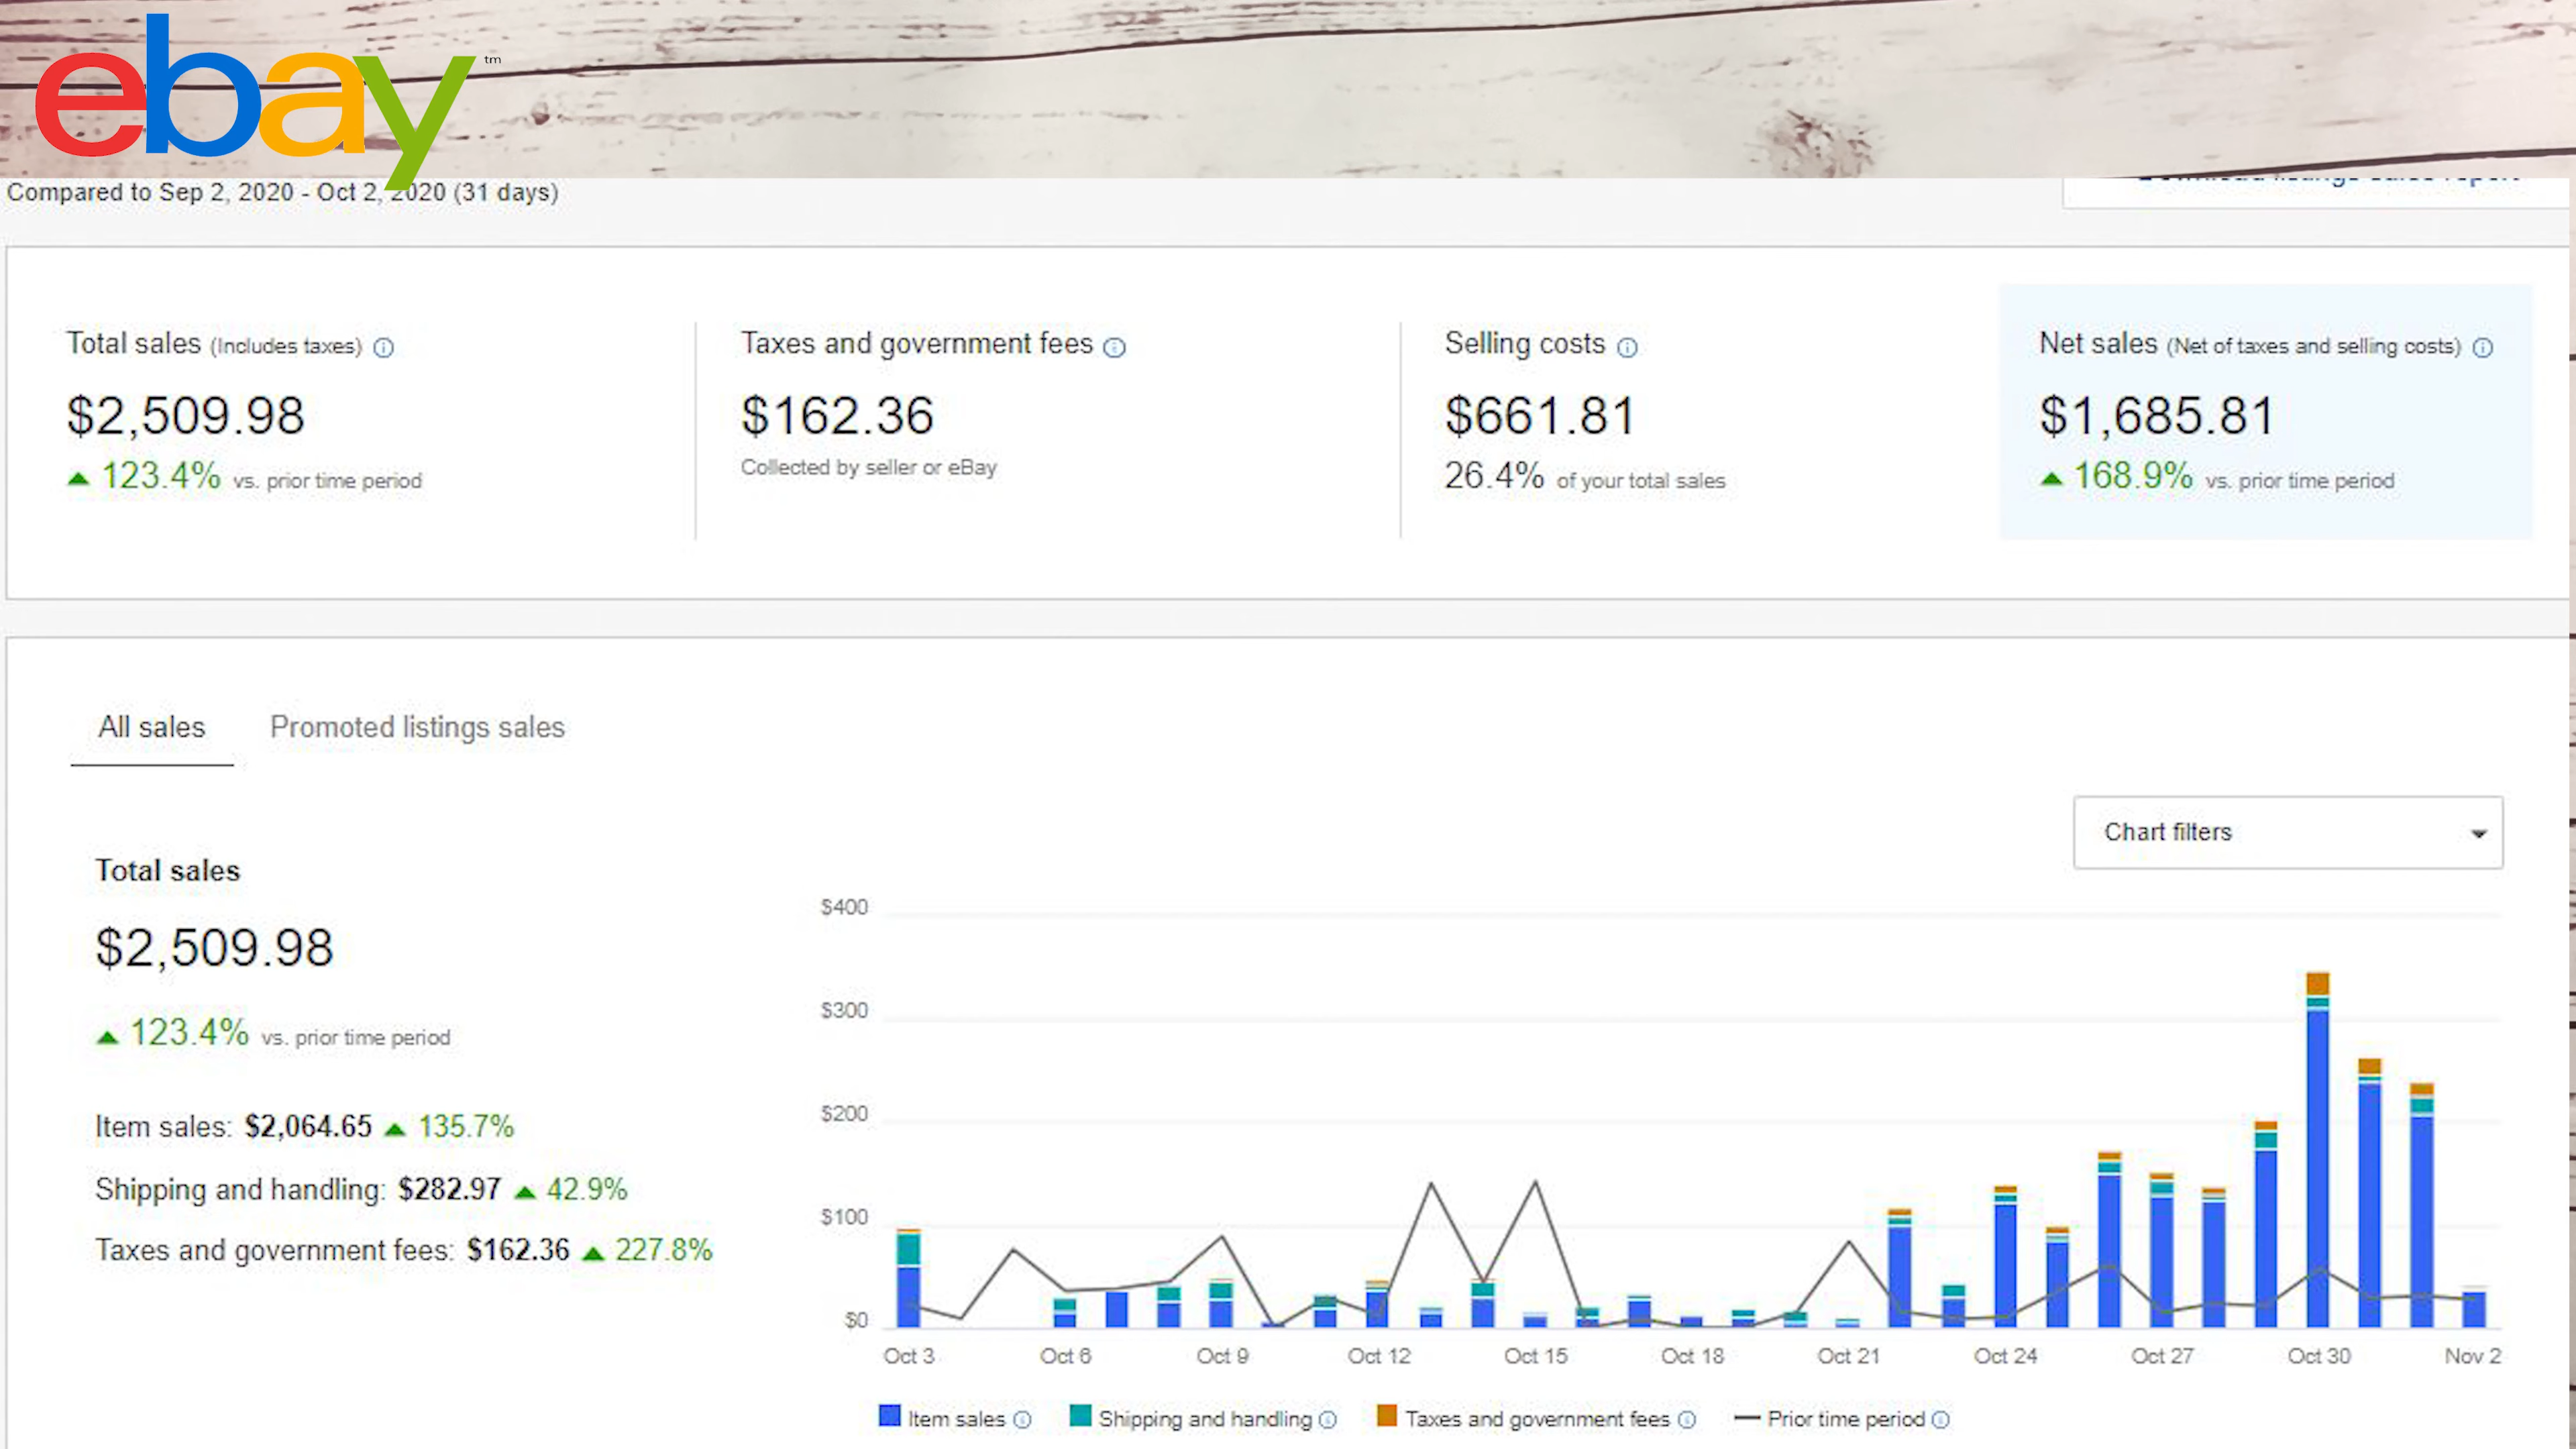 ebay™
Compared to Sep 2, 2020 - Oct 2, 2020 (31 days)
Total sales (Includes taxes)
$2,509.98
123.4% vs. prior time period
Taxes and government fees
$162.36
Collected by seller or eBay
Selling costs
$661.81
26.4% of your total sales
Net sales (Net of taxes and selling costs)
$1,685.81
168.9% vs. prior time period
All sales Promoted listings sales
Chart filters
Total sales
$2,509.98
123.4% vs. prior time period
Item sales: $2,064.65 135.7%
Shipping and handling: $282.97 42.9%
Taxes and government fees: $162.36 227.8%
$400
$300
$200
$100
$0
Oct 3 Oct 6 Oct 9 Oct 12 Oct 15 Oct 18 Oct 21 Oct 24 Oct 27 Oct 30 Nov 2
Item sales Shipping and handling Taxes and government fees Prior time period